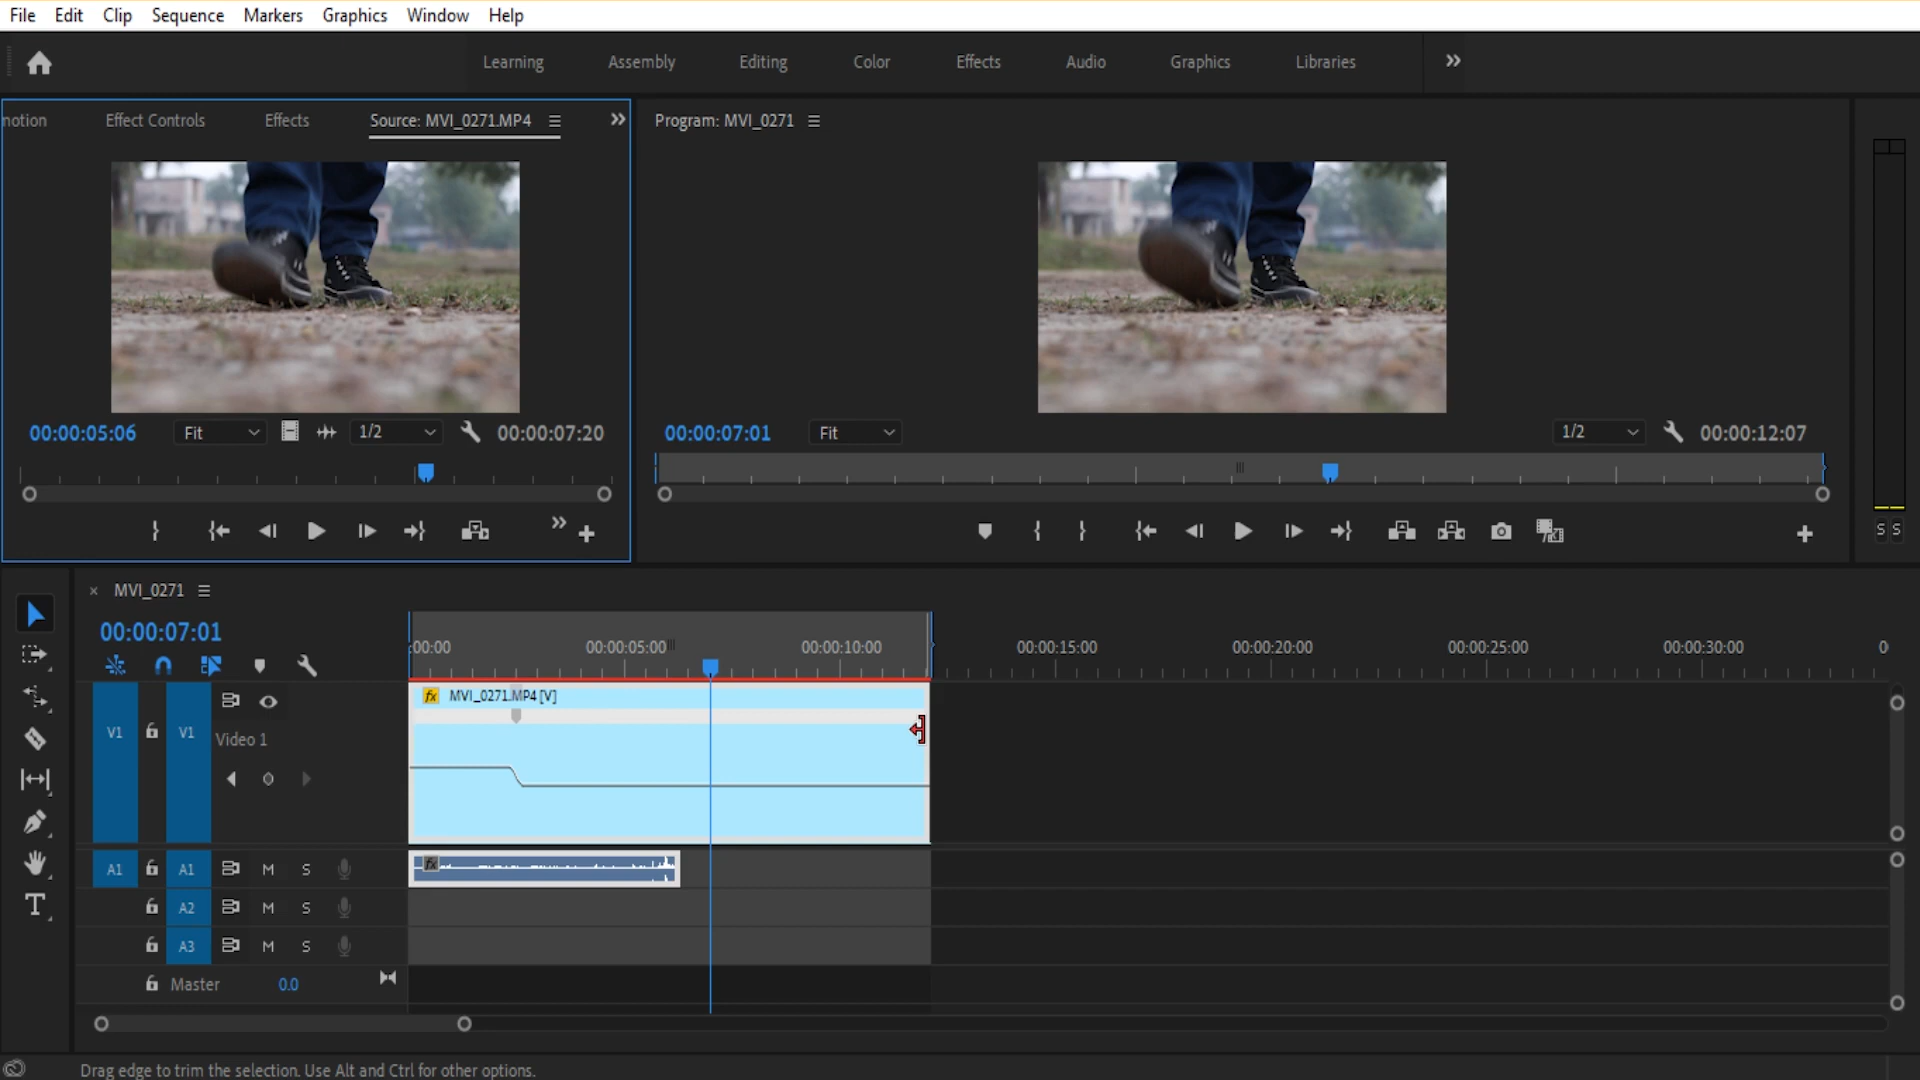 File Edit Clip Sequence Markers Graphics Window Help
Learning Assembly Editing Color Effects Audio Graphics Libraries
notion Effect Controls Effects Source: MVI_0271.MP4
Program: MVI_0271
00:00:05:06 Fit 1/2 00:00:07:20
00:00:07:01 Fit 1/2 00:00:12:07
S S
MVI_0271
00:00:07:01
:00:00 00:00:05:00 00:00:10:00 00:00:15:00 00:00:20:00 00:00:25:00 00:00:30:00 0
fx MVI_0271.MP4 [V]
V1 V1 Video 1
A1 A1 M S fx
A2 M S
A3 M S
Master 0.0
T
Drag edge to trim the selection. Use Alt and Ctrl for other options.